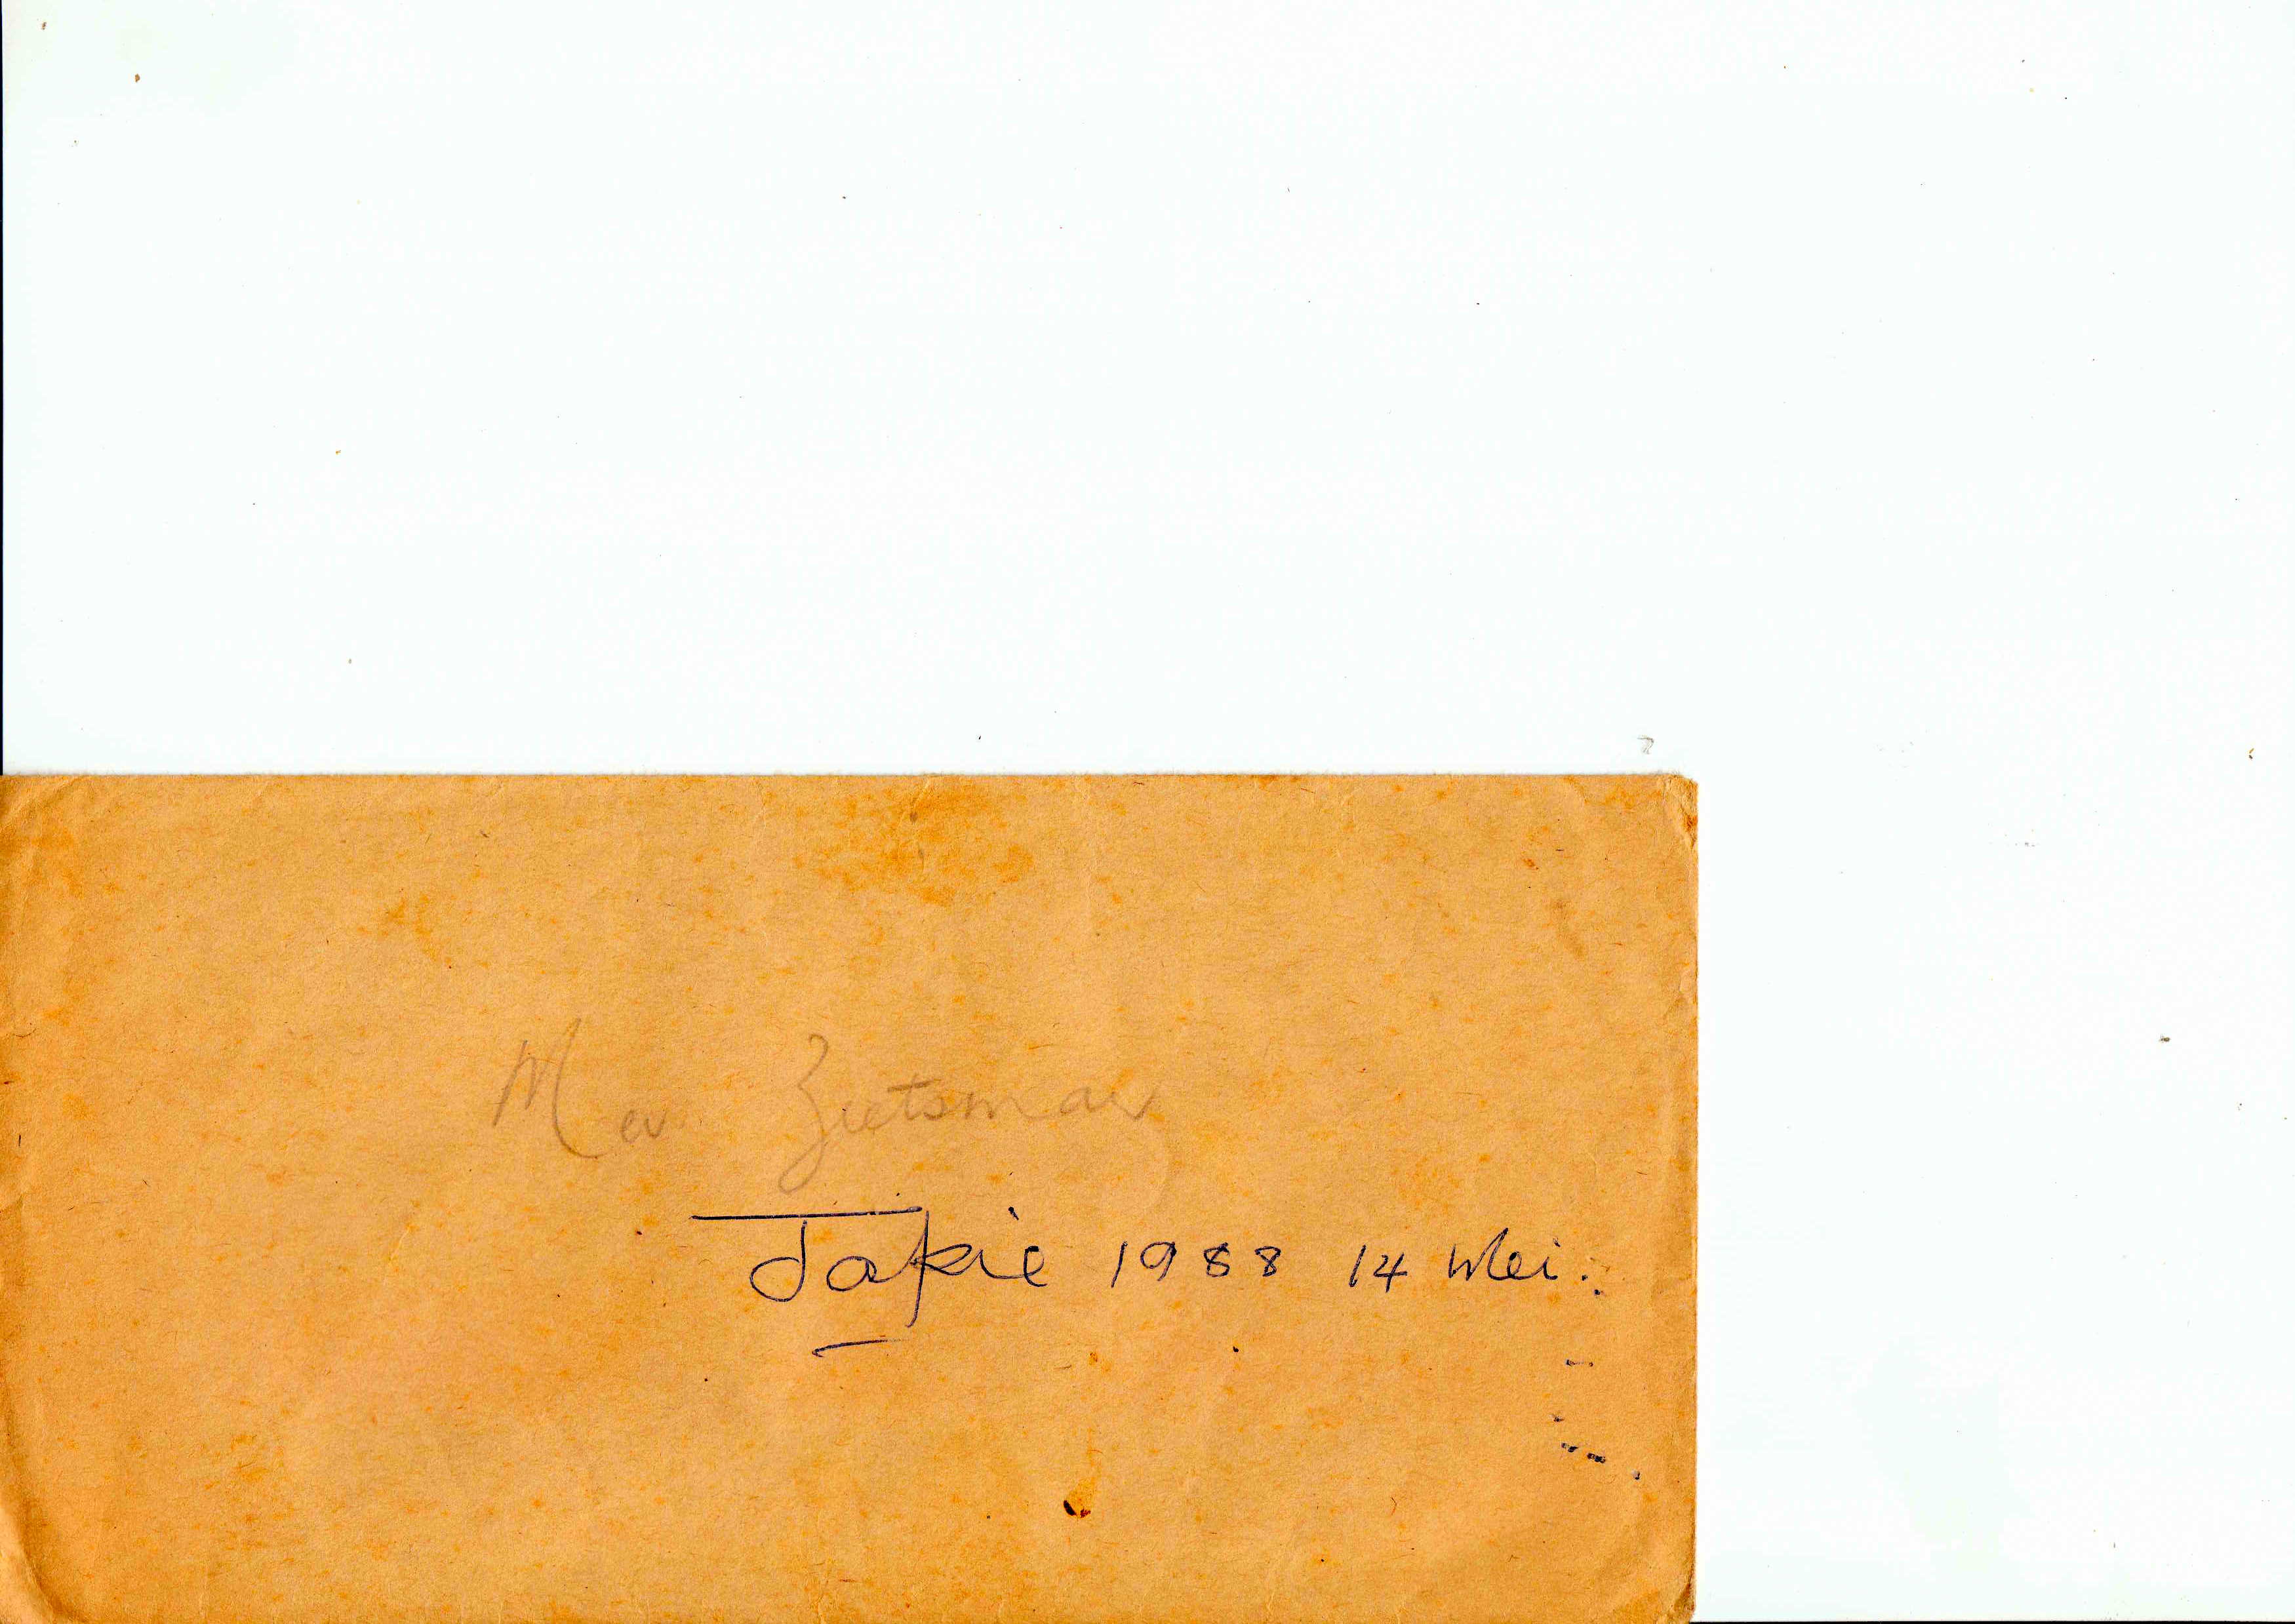 Mev. Zietsman
Jakie 1988 14 Mei.